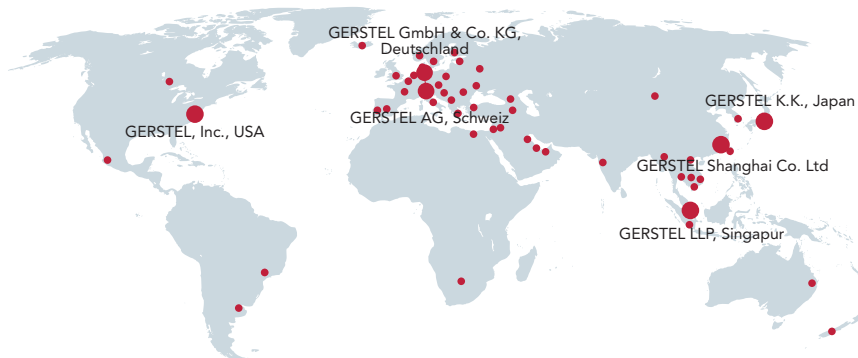 GERSTEL GmbH & Co. KG,
Deutschland
GERSTEL K.K., Japan
GERSTEL AG, Schweiz
GERSTEL, Inc., USA
GERSTEL Shanghai Co. Ltd
GERSTEL LLP, Singapur